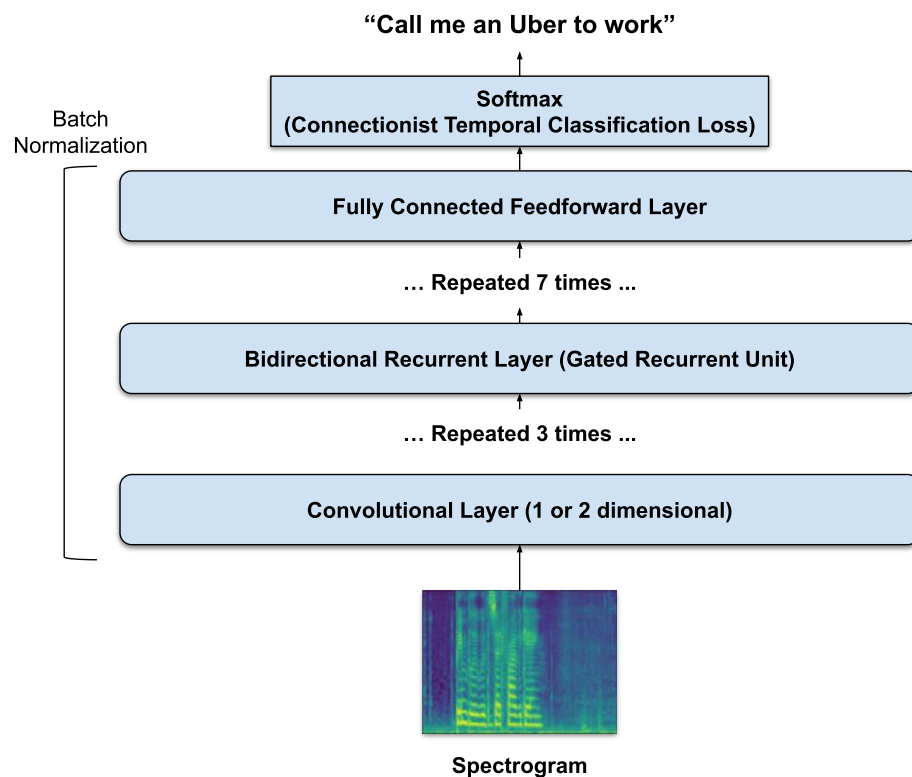 “Call me an Uber to work”
Softmax
(Connectionist Temporal Classification Loss)
Batch
Normalization
Fully Connected Feedforward Layer
… Repeated 7 times ...
Bidirectional Recurrent Layer (Gated Recurrent Unit)
… Repeated 3 times ...
Convolutional Layer (1 or 2 dimensional)
Spectrogram